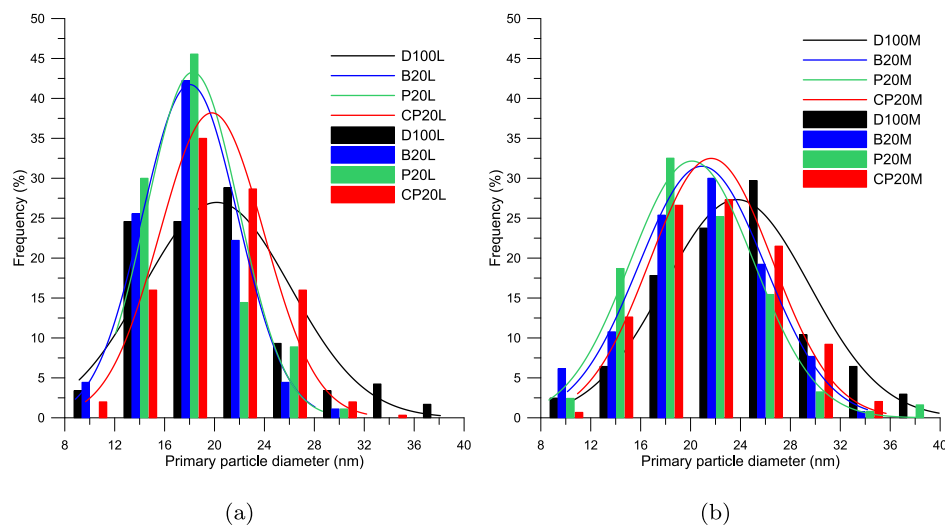 50
45
40
35
30
25
20
15
10
5
0
Frequency (%)
8 12 16 20 24 28 32 36 40
Primary particle diameter (nm)
D100L
B20L
P20L
CP20L
D100L
B20L
P20L
CP20L
(a)
50
45
40
35
30
25
20
15
10
5
0
Frequency (%)
8 12 16 20 24 28 32 36 40
Primary particle diameter (nm)
D100M
B20M
P20M
CP20M
D100M
B20M
P20M
CP20M
(b)